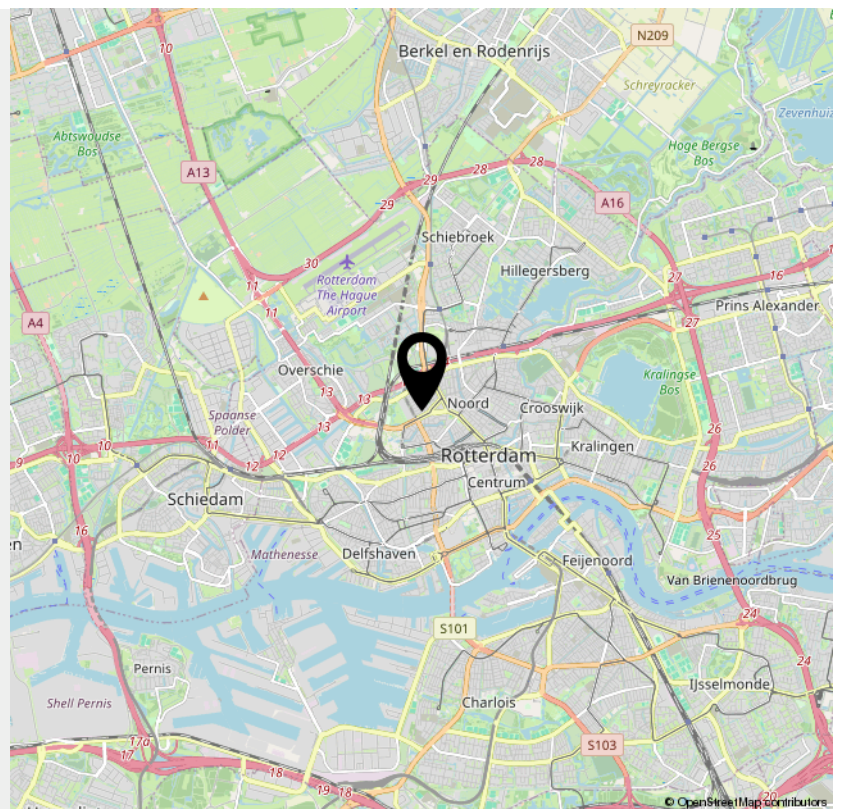 Berkel en Rodenrijs
N209
10
Schreyracker
Zevenhuiz
Abtswoudse
Bos
Hoge Bergse
Bos
A13
29
28
28
29
A16
Schiebroek
30
Hillegersberg
Rotterdam
The Hague
Airport
11
11
27
16
27
Prins Alexander
A4
Overschie
13
13
13
Kralingse
Bos
Noord
Crooswijk
Spaanse
Polder
10
10
9
11
12
12
Rotterdam
Kralingen
26
26
Centrum
Schiedam
16
en
Mathenesse
Delfshaven
25
Feijenoord
Van Brienenoordbrug
24
S101
24
Pernis
IJsselmonde
Shell Pernis
Charlois
17a
17
18
19
18
S103
20
© OpenStreetMap contributors